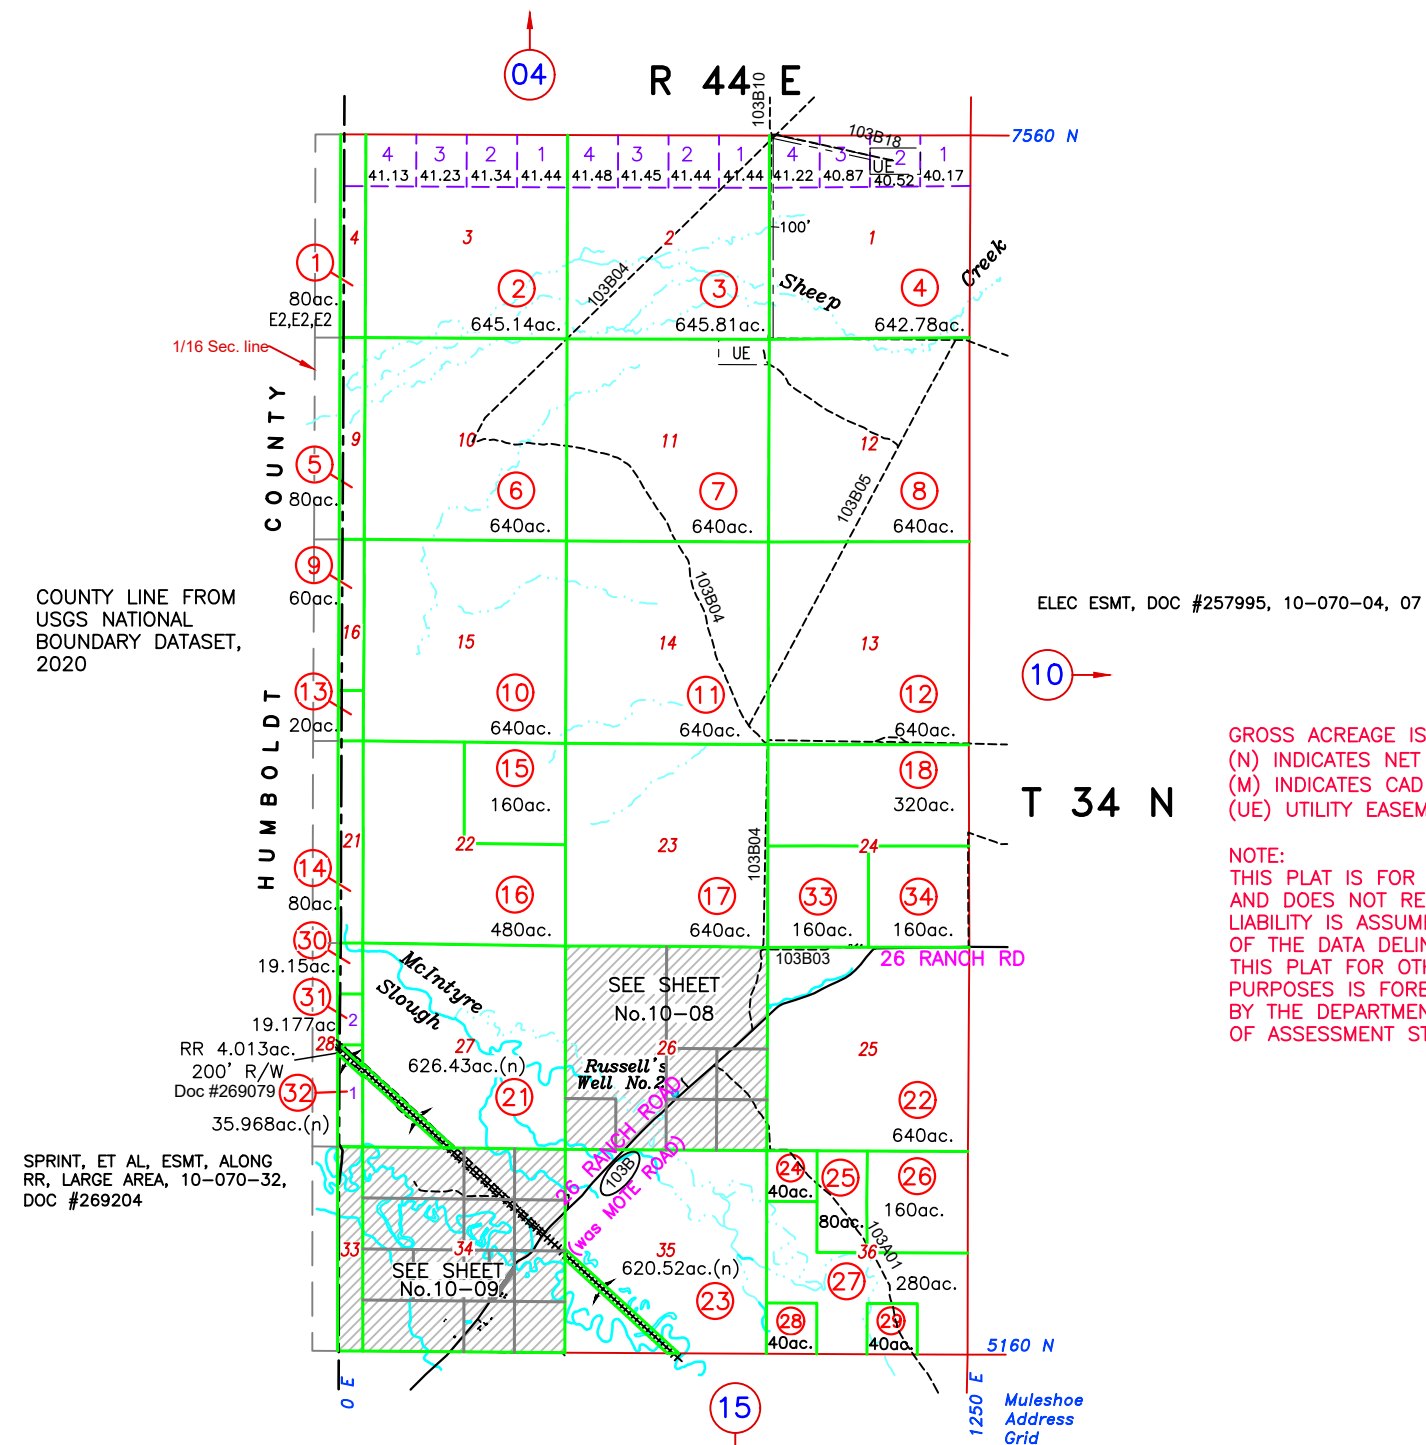 04
R 44 E
103B10
103B18
7560 N
4 3 2 1 4 3 2 1 4 3 2 1
UE
41.13 41.23 41.34 41.44 41.48 41.45 41.44 41.44 41.22 40.87 40.52 40.17
100'
4 3 2 1
Sheep Creek
103B04
1 2 3 4
80ac.
E2,E2,E2
645.14ac. 645.81ac. 642.78ac.
1/16 Sec. line
UE
9 10 11 12
5 6 7 8
80ac. 640ac. 640ac. 640ac.
103B05
9
60ac.
103B04
COUNTY LINE FROM
USGS NATIONAL
BOUNDARY DATASET,
2020
HUMBOLDT COUNTY
16 15 14 13
ELEC ESMT, DOC #257995, 10-070-04, 07
10
13 10 11 12
20ac. 640ac. 640ac. 640ac.
GROSS ACREAGE IS
(N) INDICATES NET
(M) INDICATES CAD
(UE) UTILITY EASEM
15 18
160ac. 320ac.
T 34 N
21 22 23 24
103B04
14 16 17 33 34
80ac. 480ac. 640ac. 160ac. 160ac.
NOTE:
THIS PLAT IS FOR
AND DOES NOT RE
LIABILITY IS ASSUM
OF THE DATA DELIN
THIS PLAT FOR OTH
PURPOSES IS FORE
BY THE DEPARTMEN
OF ASSESSMENT ST
30
19.15ac.
McIntyre
Slough
103B03
26 RANCH RD
SEE SHEET
No.10-08
31
19.177ac
2
28 27 26 25
RR 4.013ac.
200' R/W
Doc #269079
32
1
35.968ac.(n)
626.43ac.(n)
21
Russell's
Well No.2
22
640ac.
26 RANCH ROAD
(was MOTE ROAD)
103B
SPRINT, ET AL, ESMT, ALONG
RR, LARGE AREA, 10-070-32,
DOC #269204
24 25 26
40ac. 80ac. 160ac.
103A01
33 34 35 36
SEE SHEET
No.10-09
620.52ac.(n)
23
27
280ac.
28 29
40ac. 40ac.
5160 N
0 E
1250 E
Muleshoe
Address
Grid
15